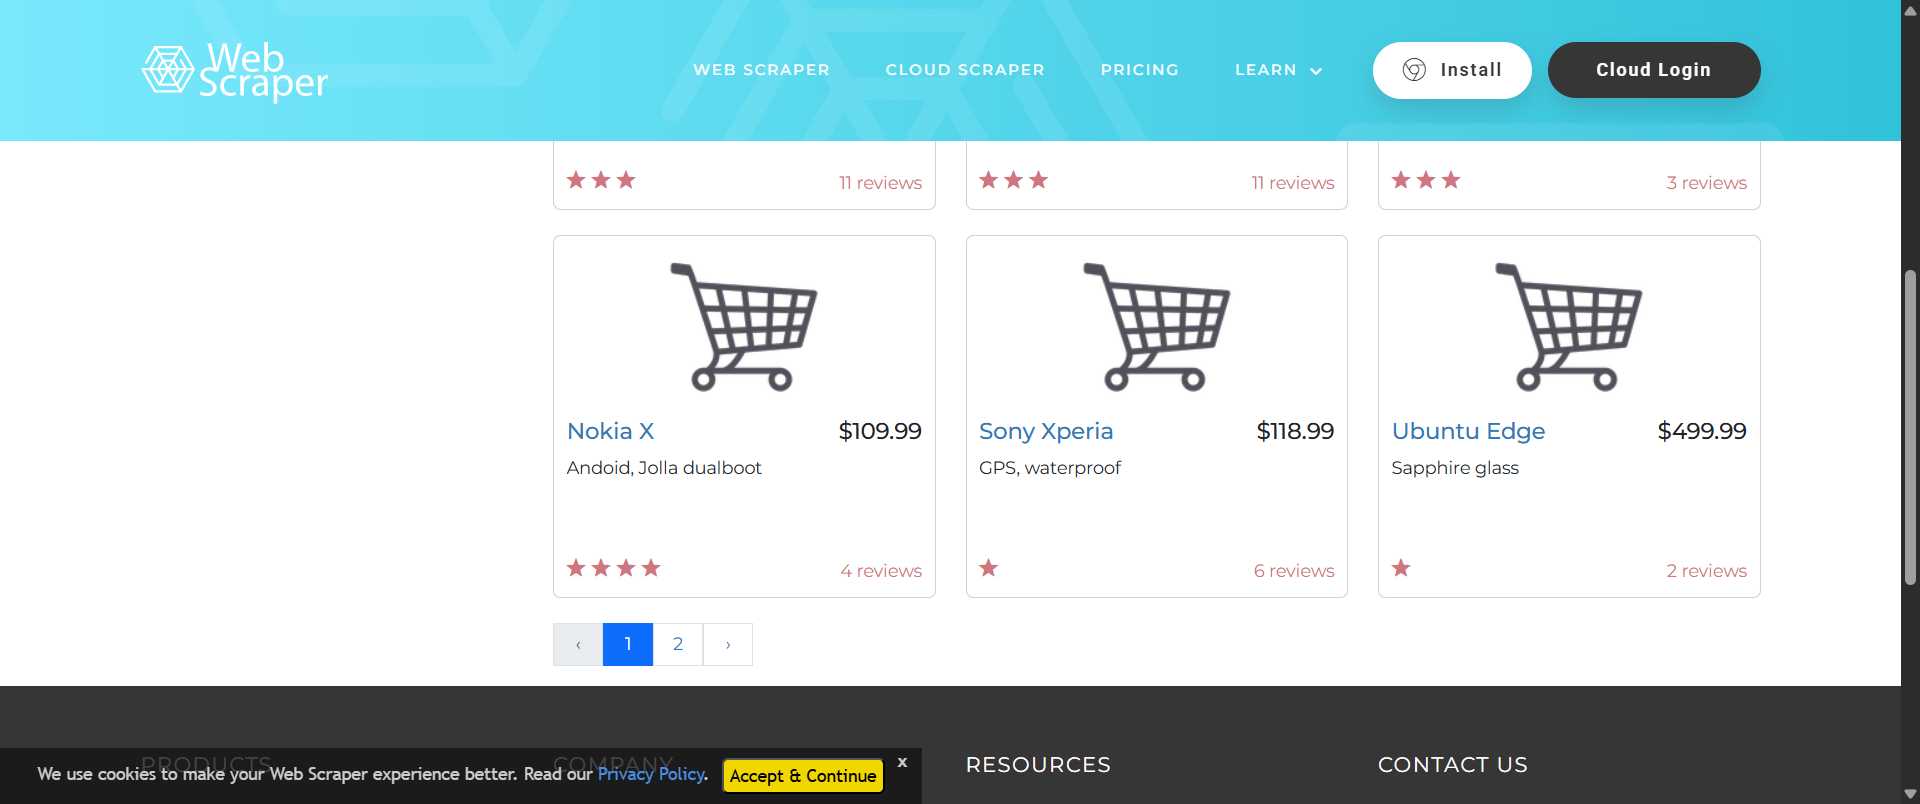 Web
Scraper
WEB SCRAPER
CLOUD SCRAPER
PRICING
LEARN
Install
Cloud Login
11 reviews
11 reviews
3 reviews
Nokia X
$109.99
Andoid, Jolla dualboot
4 reviews
Sony Xperia
$118.99
GPS, waterproof
6 reviews
Ubuntu Edge
$499.99
Sapphire glass
2 reviews
‹ 1 2 ›
PRODUCTS
COMPANY
RESOURCES
CONTACT US
We use cookies to make your Web Scraper experience better. Read our Privacy Policy.
Accept & Continue
x